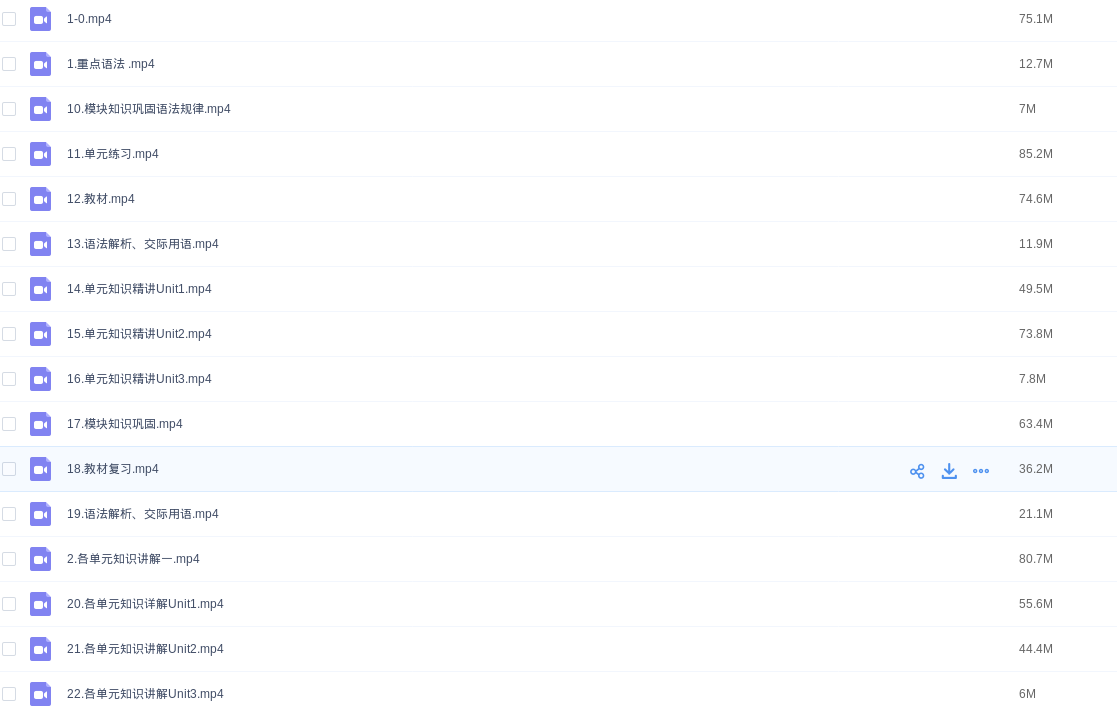 1-0.mp4 75.1M
1.重点语法 .mp4 12.7M
10.模块知识巩固语法规律.mp4 7M
11.单元练习.mp4 85.2M
12.教材.mp4 74.6M
13.语法解析、交际用语.mp4 11.9M
14.单元知识精讲Unit1.mp4 49.5M
15.单元知识精讲Unit2.mp4 73.8M
16.单元知识精讲Unit3.mp4 7.8M
17.模块知识巩固.mp4 63.4M
18.教材复习.mp4 36.2M
19.语法解析、交际用语.mp4 21.1M
2.各单元知识讲解一.mp4 80.7M
20.各单元知识详解Unit1.mp4 55.6M
21.各单元知识讲解Unit2.mp4 44.4M
22.各单元知识讲解Unit3.mp4 6M